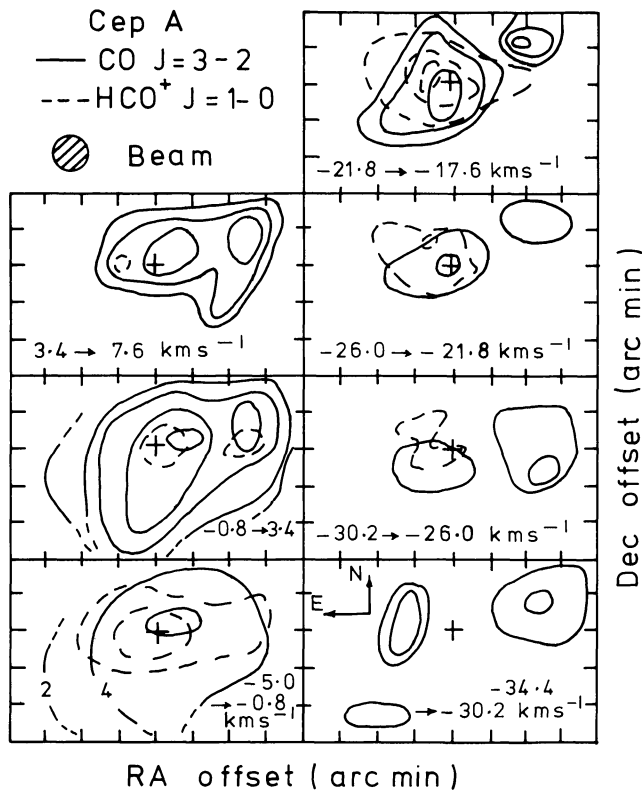 Cep A
CO J=3-2
HCO+ J=1-0
Beam
-21·8 → -17·6 kms⁻¹
3·4 → 7·6 kms⁻¹
-26·0 → -21·8 kms⁻¹
-0·8 → 3·4
-30·2 → -26·0 kms⁻¹
2
4
-5·0
→ -0·8
kms⁻¹
N
E
-34·4
→ -30·2 kms⁻¹
Dec offset (arc min)
RA offset (arc min)